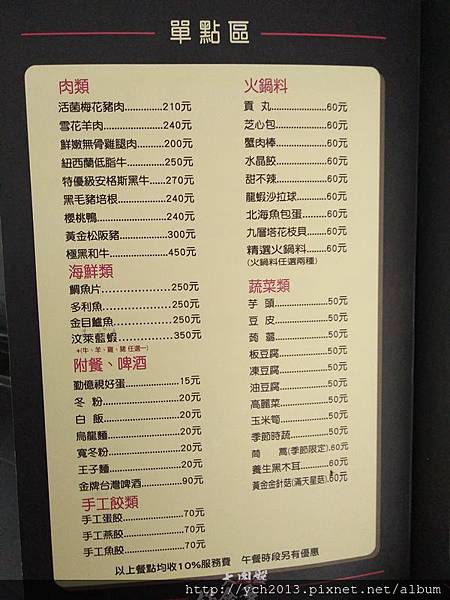 單點區
肉類
活菌梅花豬肉..............210元
雪花羊肉......................240元
鮮嫩無骨雞腿肉.........200元
紐西蘭低脂牛..............250元
特優級安格斯黑牛......270元
黑毛豬培根..................240元
櫻桃鴨..........................240元
黃金松阪豬..................300元
極黑和牛......................450元
海鮮類
鯛魚片..........................250元
多利魚..........................250元
金目鱸魚......................250元
汶萊藍蝦......................350元
+(牛、羊、雞、豬 任選一)
附餐、啤酒
勤億視好蛋....................15元
冬 粉............................20元
白 飯............................20元
烏龍麵............................20元
寬冬粉............................20元
王子麵............................20元
金牌台灣啤酒................90元
手工餃類
手工蛋餃........................70元
手工燕餃........................70元
手工魚餃........................70元
火鍋料
貢 丸............................60元
芝心包............................60元
蟹肉棒............................60元
水晶餃............................60元
甜不辣............................60元
龍蝦沙拉球....................60元
北海魚包蛋....................60元
九層塔花枝貝................60元
精選火鍋料....................60元
(火鍋料任選兩種)
蔬菜類
芋 頭............................50元
豆 皮............................50元
蒟 蒻............................50元
板豆腐............................50元
凍豆腐............................50元
油豆腐............................50元
高麗菜............................50元
玉米筍............................50元
季節時蔬........................50元
茼 蒿(季節限定).60元
養生黑木耳....................60元
黃金金針菇(滿天星菇).60元
以上餐點均收10%服務費 午餐時段另有優惠
http://ych2013.pixnet.net/album